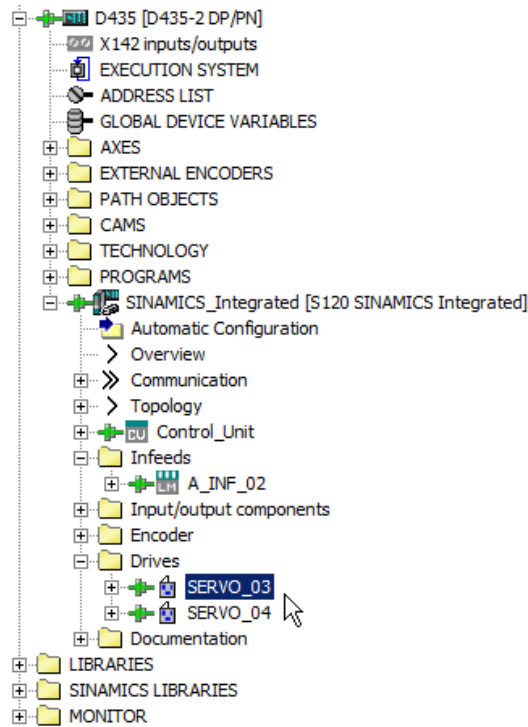 D435 [D435-2 DP/PN]
X142 inputs/outputs
EXECUTION SYSTEM
ADDRESS LIST
GLOBAL DEVICE VARIABLES
AXES
EXTERNAL ENCODERS
PATH OBJECTS
CAMS
TECHNOLOGY
PROGRAMS
SINAMICS_Integrated [S120 SINAMICS Integrated]
Automatic Configuration
Overview
Communication
Topology
CU Control_Unit
Infeeds
LM A_INF_02
Input/output components
Encoder
Drives
SERVO_03
SERVO_04
Documentation
LIBRARIES
SINAMICS LIBRARIES
MONITOR